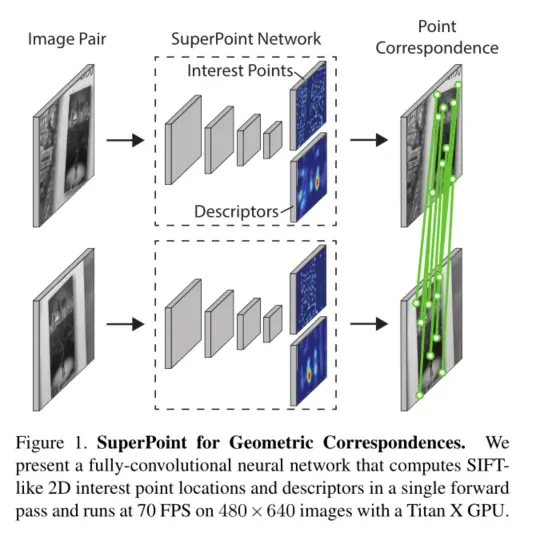 Image Pair
SuperPoint Network
Point
Correspondence
Interest Points
Descriptors
Figure 1. SuperPoint for Geometric Correspondences. We
present a fully-convolutional neural network that computes SIFT-
like 2D interest point locations and descriptors in a single forward
pass and runs at 70 FPS on 480 × 640 images with a Titan X GPU.